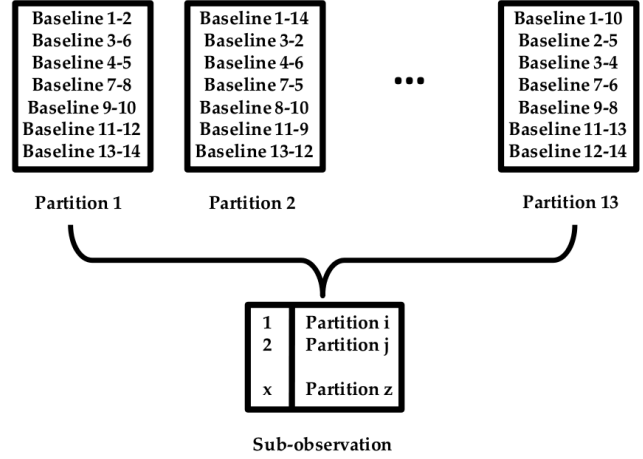 Baseline 1-2
Baseline 3-6
Baseline 4-5
Baseline 7-8
Baseline 9-10
Baseline 11-12
Baseline 13-14
Partition 1
Baseline 1-14
Baseline 3-2
Baseline 4-6
Baseline 7-5
Baseline 8-10
Baseline 11-9
Baseline 13-12
Partition 2
...
Baseline 1-10
Baseline 2-5
Baseline 3-4
Baseline 7-6
Baseline 9-8
Baseline 11-13
Baseline 12-14
Partition 13
1 Partition i
2 Partition j
x Partition z
Sub-observation